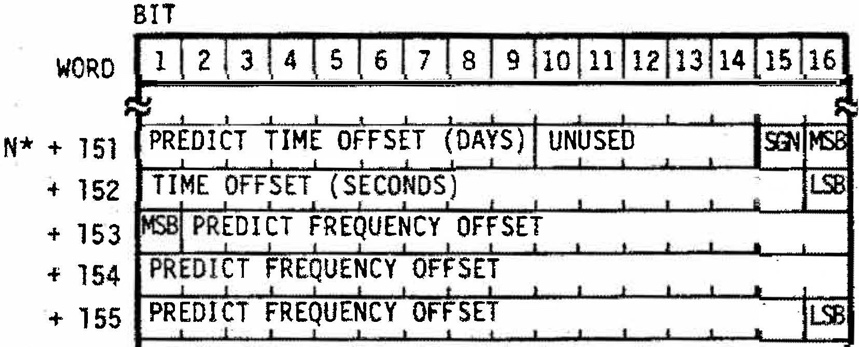 BIT
WORD 1 2 3 4 5 6 7 8 9 10 11 12 13 14 15 16
N* + 151 PREDICT TIME OFFSET (DAYS) UNUSED SGN MSB
+ 152 TIME OFFSET (SECONDS) LSB
+ 153 MSB PREDICT FREQUENCY OFFSET
+ 154 PREDICT FREQUENCY OFFSET
+ 155 PREDICT FREQUENCY OFFSET LSB